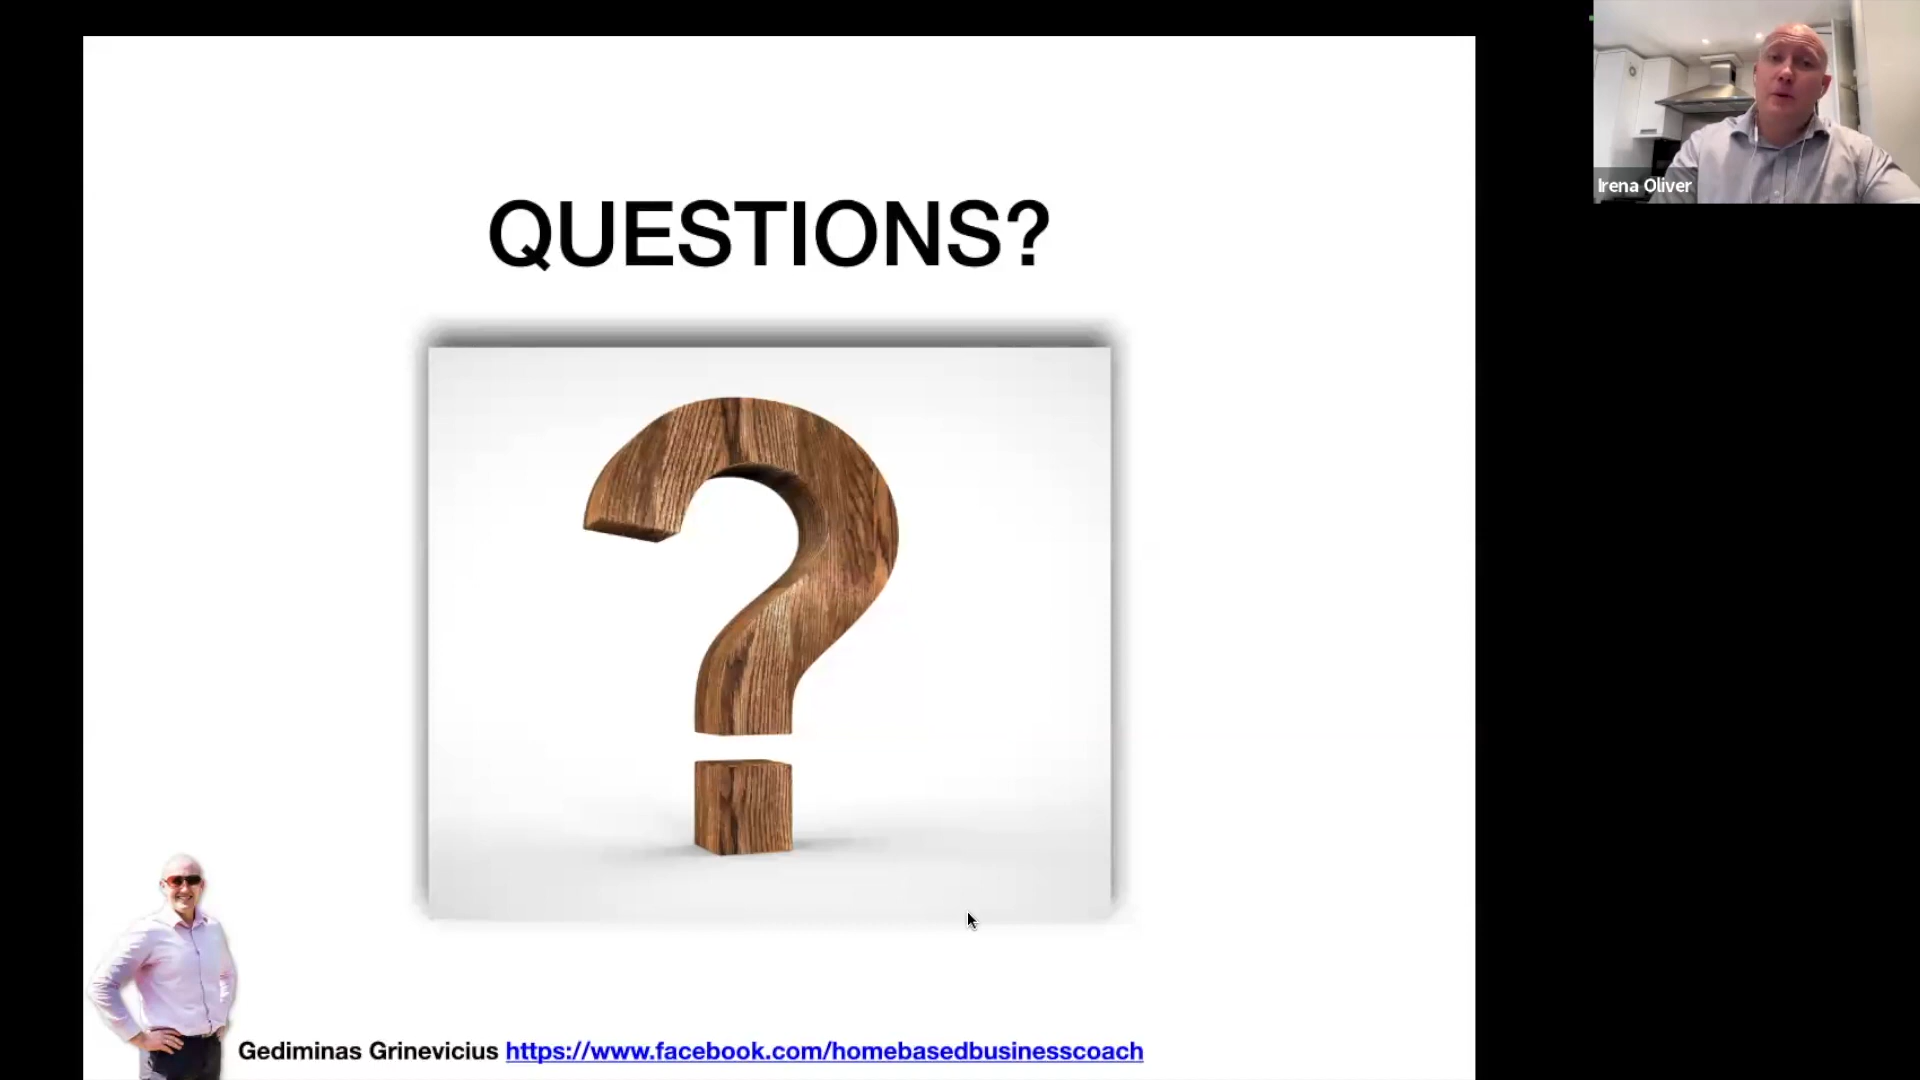 Irena Oliver
QUESTIONS?
Gediminas Grinevicius https://www.facebook.com/homebasedbusinesscoach